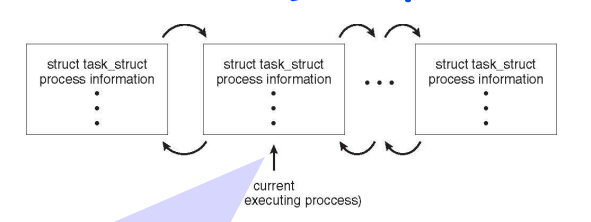 struct task_struct
process information
struct task_struct
process information
struct task_struct
process information
current
executing proccess)